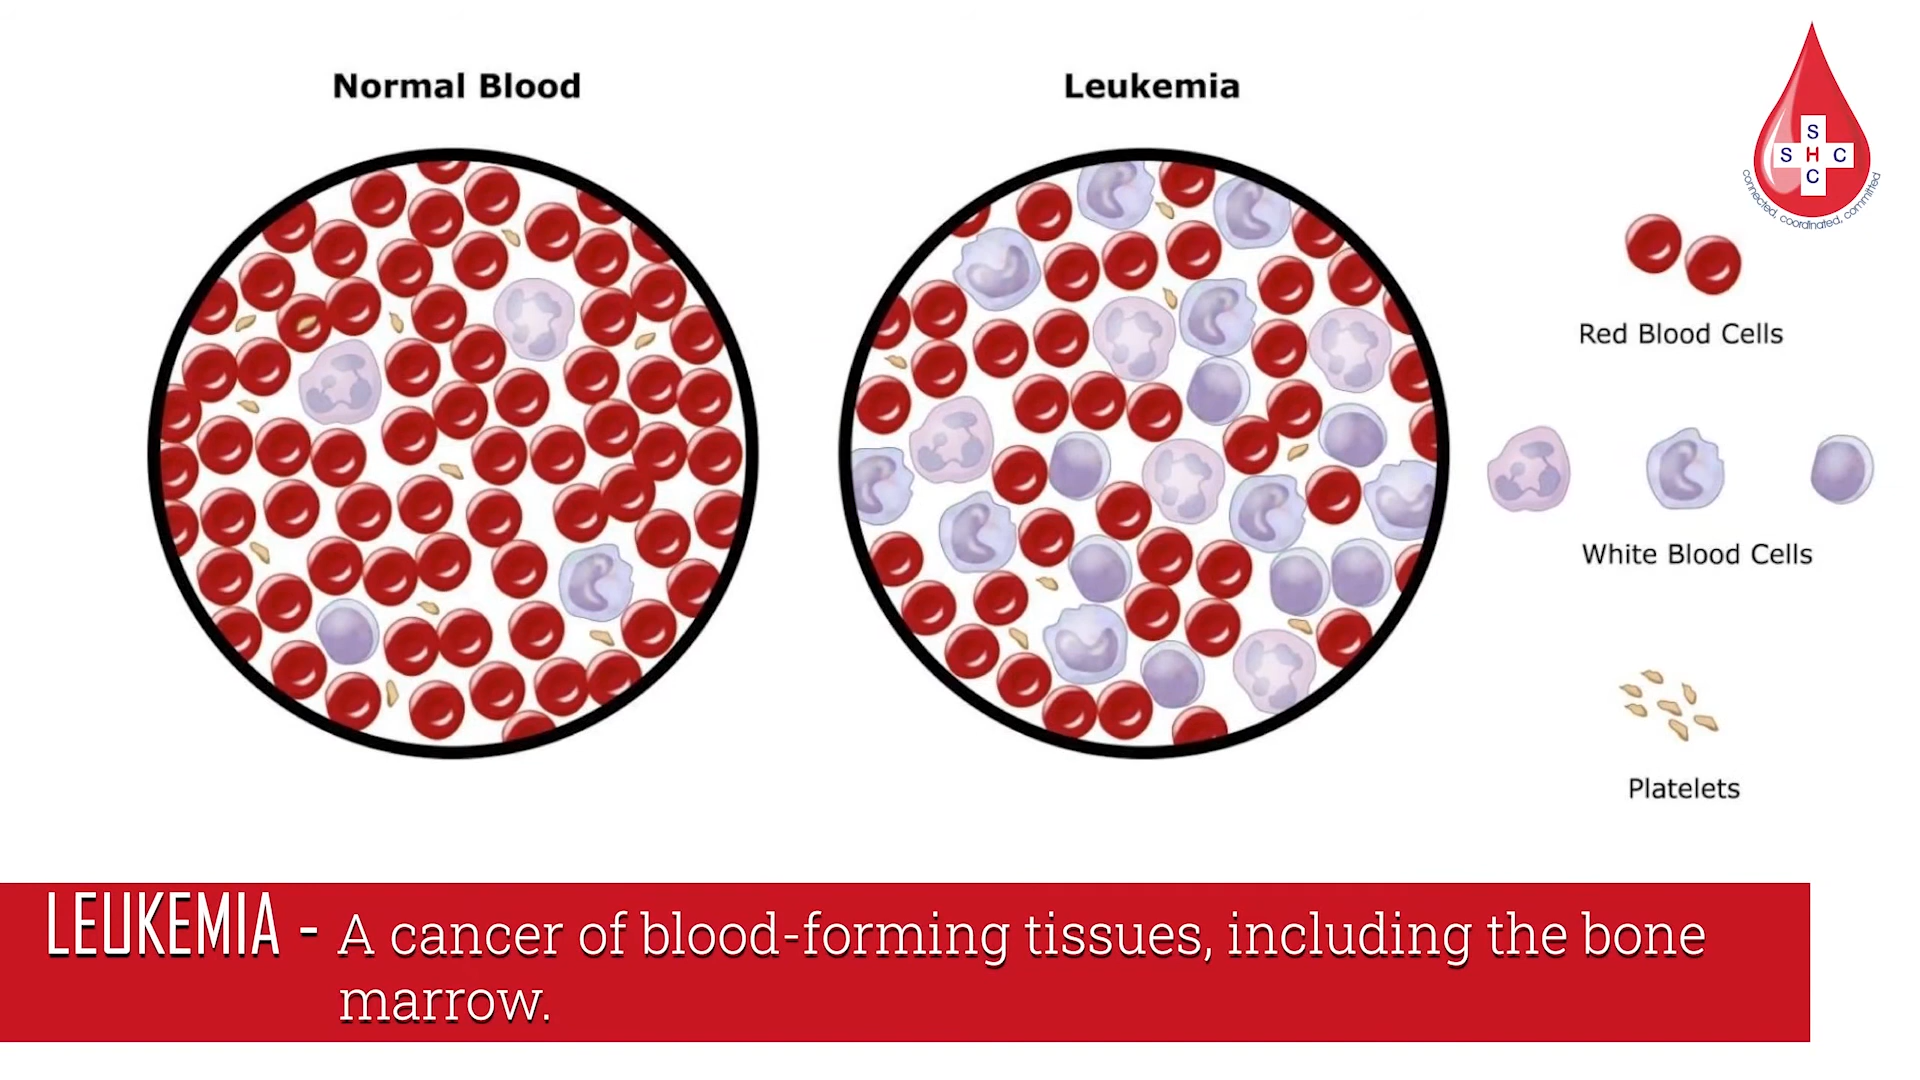 Normal Blood
Leukemia
S
S H C
C
connected, coordinated, committed
Red Blood Cells
White Blood Cells
Platelets
LEUKEMIA - A cancer of blood-forming tissues, including the bone
marrow.